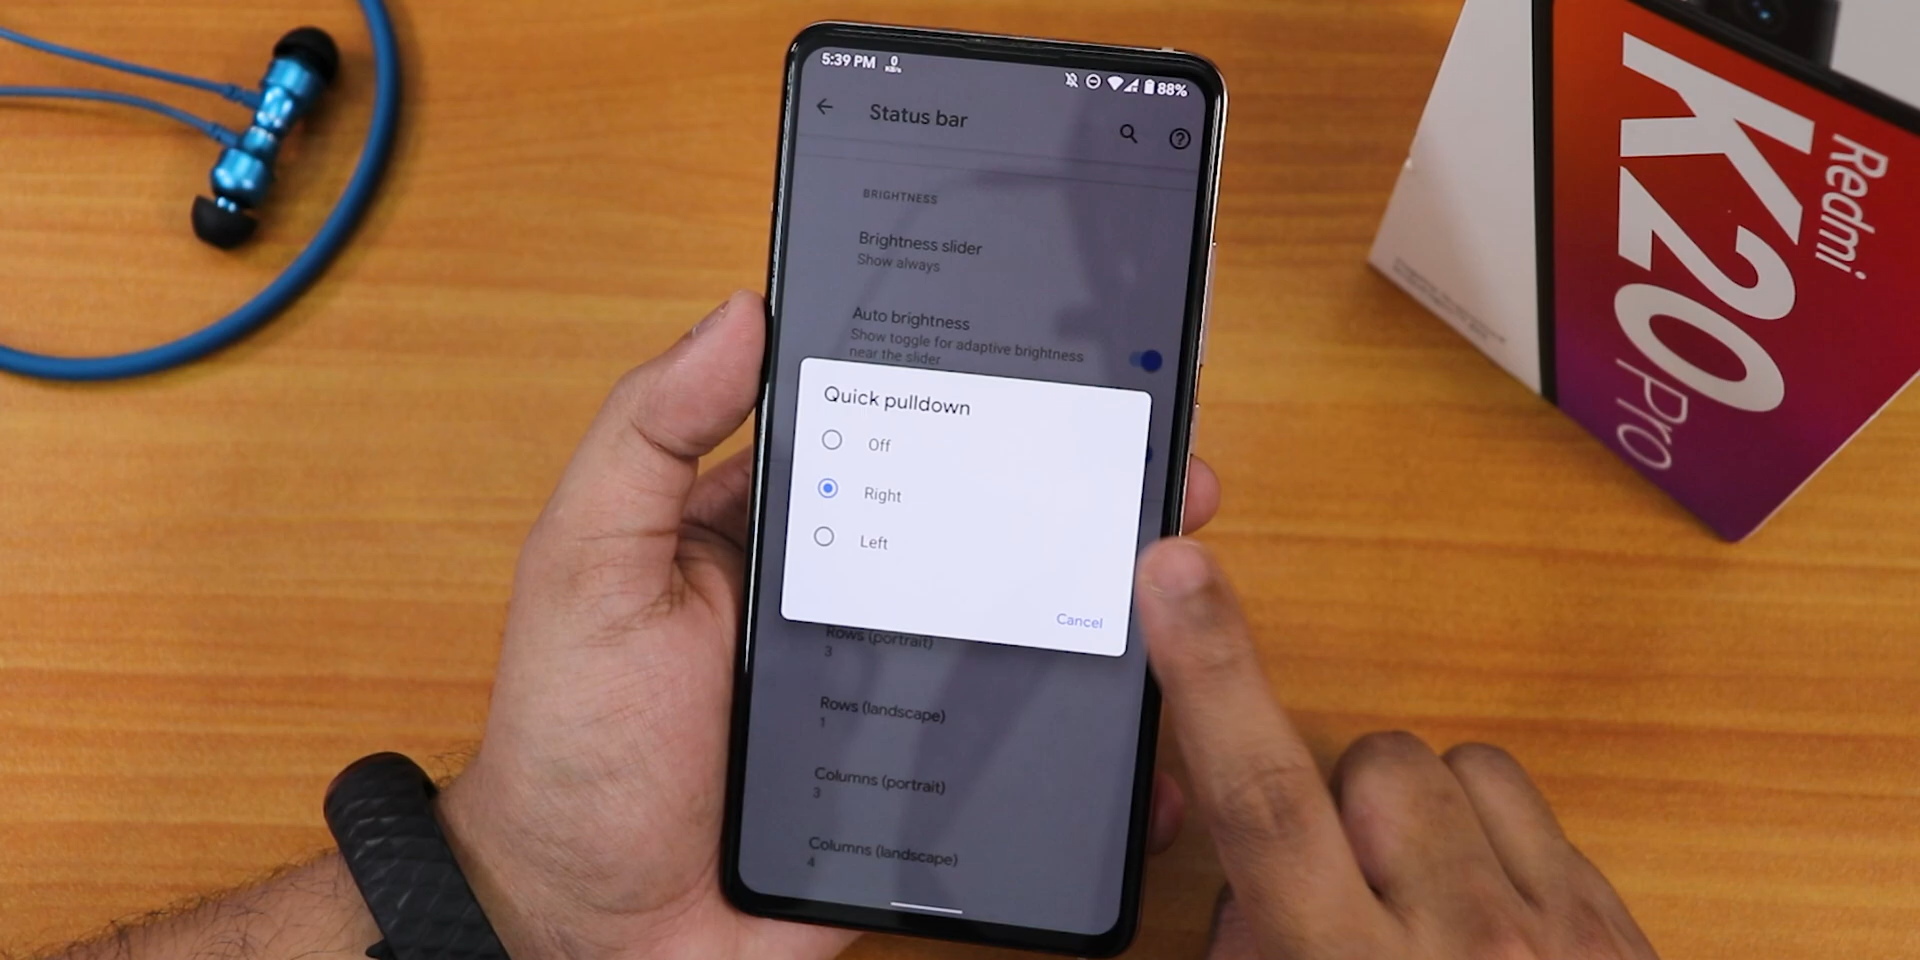 5:39 PM 0 KB/s 88%
Status bar
BRIGHTNESS
Brightness slider
Show always
Auto brightness
Show toggle for adaptive brightness
near the slider
Quick pulldown
Off
Right
Left
Cancel
Rows (portrait)
3
Rows (landscape)
1
Columns (portrait)
3
Columns (landscape)
4
Redmi
K20
Pro